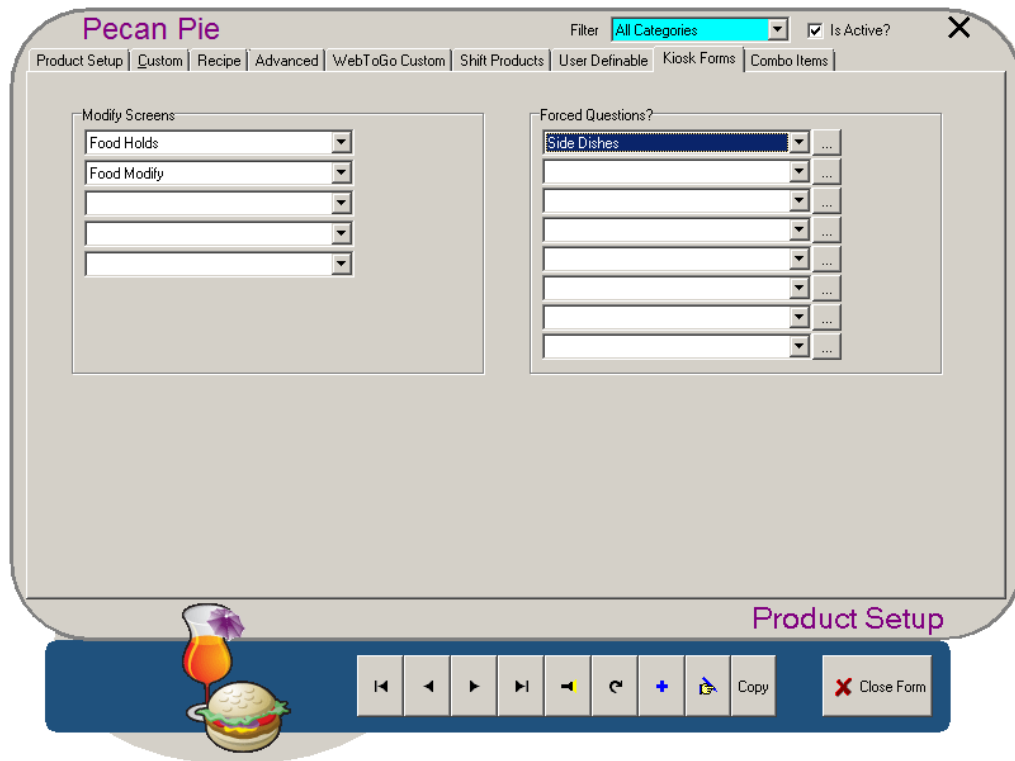 Pecan Pie
Filter All Categories Is Active?
Product Setup Custom Recipe Advanced WebToGo Custom Shift Products User Definable Kiosk Forms Combo Items
Modify Screens
Food Holds
Food Modify
Forced Questions?
Side Dishes ...
...
...
...
...
...
...
...
Product Setup
Copy
Close Form